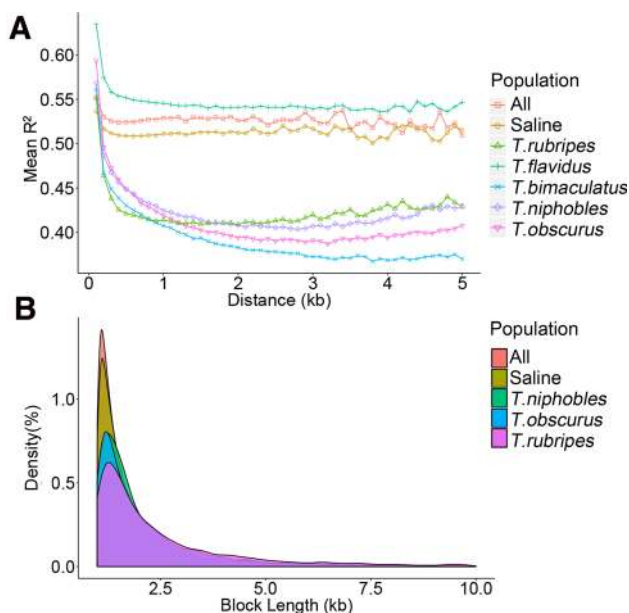 A
Mean R²
0.60
0.55
0.50
0.45
0.40
0 1 2 3 4 5
Distance (kb)
Population
All
Saline
T.rubripes
T.flavidus
T.bimaculatus
T.niphobles
T.obscurus
B
Density(%)
1.0
0.5
0.0
2.5 5.0 7.5 10.0
Block Length (kb)
Population
All
Saline
T.niphobles
T.obscurus
T.rubripes